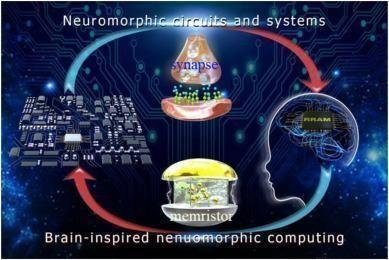 Neuromorphic circuits and systems
synapse
RRAM
memristor
Brain-inspired nenuomorphic computing